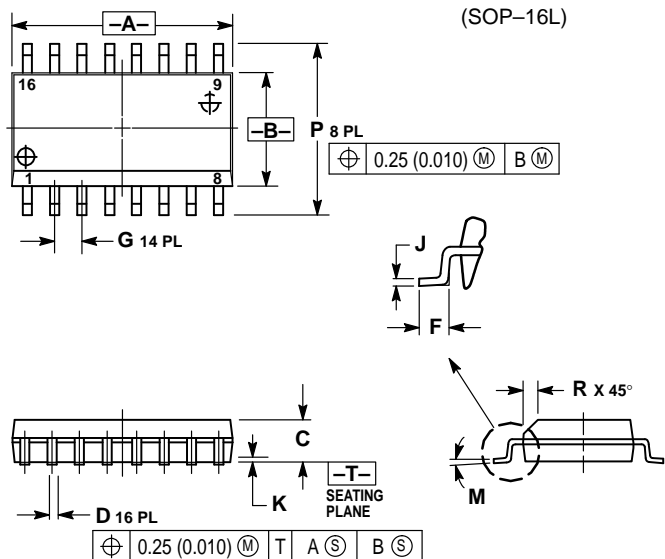 –A–
(SOP–16L)
16 9
–B–
P 8 PL
0.25 (0.010) Ⓜ B Ⓜ
1 8
G 14 PL
J
F
R X 45°
C
–T–
SEATING
PLANE
K
M
D 16 PL
0.25 (0.010) Ⓜ T A Ⓢ B Ⓢ